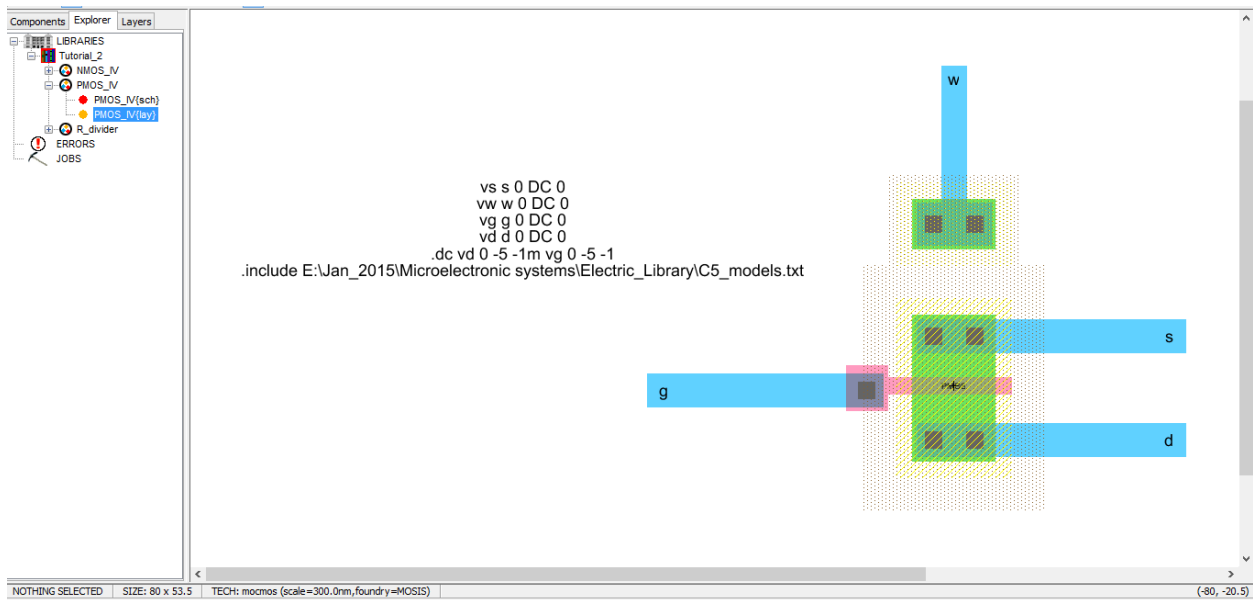 Components Explorer Layers
LIBRARIES
Tutorial_2
NMOS_IV
PMOS_IV
PMOS_IV{sch}
PMOS_IV{lay}
R_divider
ERRORS
JOBS
w
vs s 0 DC 0
vw w 0 DC 0
vg g 0 DC 0
vd d 0 DC 0
.dc vd 0 -5 -1m vg 0 -5 -1
.include E:\Jan_2015\Microelectronic systems\Electric_Library\C5_models.txt
s
g
PMOS
d
NOTHING SELECTED SIZE: 80 x 53.5 TECH: mocmos (scale=300.0nm,foundry=MOSIS) (-80, -20.5)